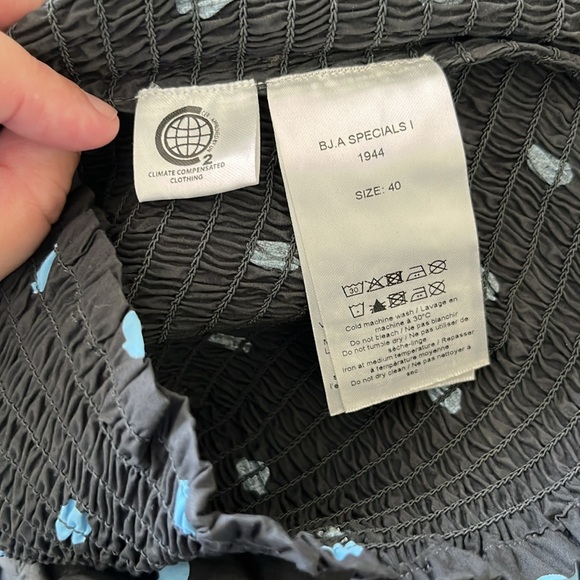 2
CLIMATE COMPENSATED
CLOTHING
BJ.A SPECIALS I
1944
SIZE: 40
30
Cold machine wash / Lavage en
machine à 30°C
Do not bleach / Ne pas blanchir
Do not tumble dry / Ne pas utiliser de
sèche-linge
Iron at medium temperature / Repasser
à température moyenne
Do not dry clean / Ne pas nettoyer à
sec